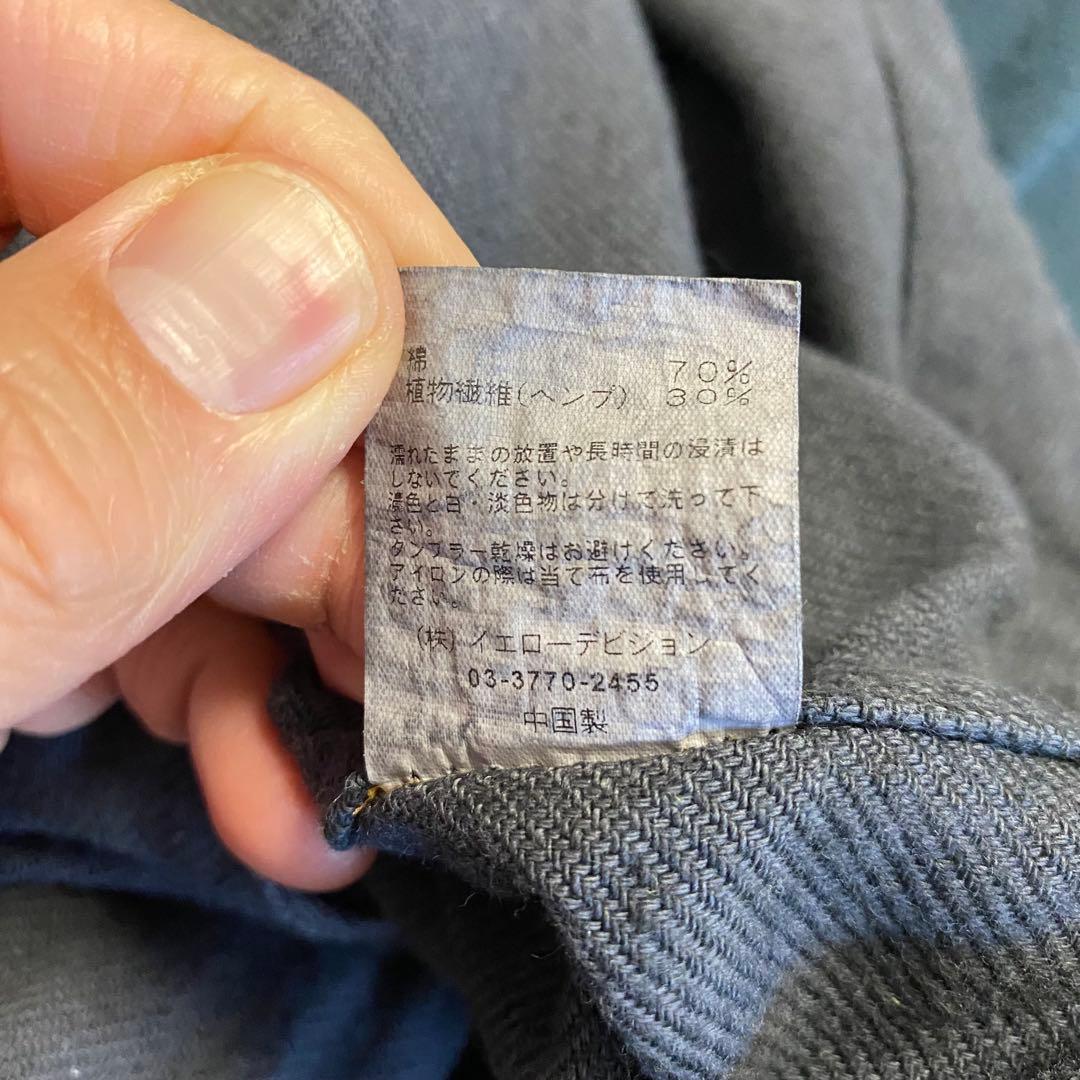 綿 70%
植物繊維(ヘンプ) 30%
濡れたままの放置や長時間の浸漬は
しないでください。
濃色と白・淡色物は分けて洗って下
さい。
タンブラー乾燥はお避けください。
アイロンの際は当て布を使用してく
ださい。
(株)イエローデビション
03-3770-2455
中国製